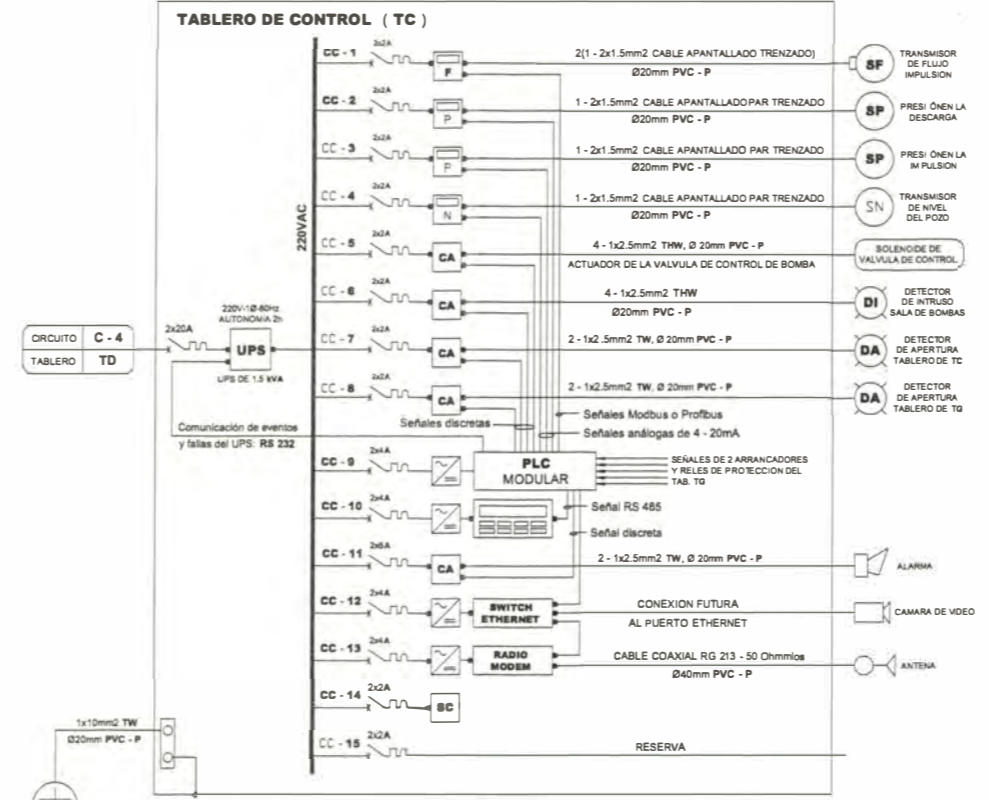 TABLERO DE CONTROL ( TC )
CC - 1
2x2A
F
2(1 - 2x1.5mm2 CABLE APANTALLADO TRENZADO)
Ø20mm PVC - P
SF
TRANSMISOR
DE FLUJO
IMPULSION
CC - 2
2x2A
P
1 - 2x1.5mm2 CABLE APANTALLADO PAR TRENZADO
Ø20mm PVC - P
SP
PRESI ÓNEN LA
DESCARGA
CC - 3
2x2A
P
1 - 2x1.5mm2 CABLE APANTALLADO PAR TRENZADO
Ø20mm PVC - P
SP
PRESI ÓNEN LA
IM PULSION
CC - 4
2x2A
N
1 - 2x1.5mm2 CABLE APANTALLADO PAR TRENZADO
Ø20mm PVC - P
SN
TRANSMISOR
DE NIVEL
DEL POZO
220VAC
CC - 5
2x2A
CA
4 - 1x2.5mm2 THW, Ø 20mm PVC - P
ACTUADOR DE LA VALVULA DE CONTROL DE BOMBA
SOLENOIDE DE
VALVULA DE CONTROL
CC - 6
2x2A
CA
4 - 1x2.5mm2 THW
Ø20mm PVC - P
DI
DETECTOR
DE INTRUSO
SALA DE BOMBAS
CIRCUITO C - 4
TABLERO TD
2x20A
220V-1Ø-60Hz
AUTONOMIA 2h
UPS
UPS DE 1.5 kVA
CC - 7
2x2A
CA
2 - 1x2.5mm2 TW, Ø 20mm PVC - P
DA
DETECTOR
DE APERTURA
TABLERO DE TC
CC - 8
2x2A
CA
2 - 1x2.5mm2 TW, Ø 20mm PVC - P
DA
DETECTOR
DE APERTURA
TABLERO DE TG
Señales Modbus o Profibus
Señales discretas
Señales análogas de 4 - 20mA
Comunicación de eventos
y fallas del UPS: RS 232
CC - 9
2x4A
PLC
MODULAR
SEÑALES DE 2 ARRANCADORES
Y RELES DE PROTECCION DEL
TAB. TG
CC - 10
2x4A
Señal RS 485
Señal discreta
CC - 11
2x6A
CA
2 - 1x2.5mm2 TW, Ø 20mm PVC - P
ALARMA
CC - 12
2x4A
SWITCH
ETHERNET
CONEXION FUTURA
AL PUERTO ETHERNET
CAMARA DE VIDEO
CC - 13
2x4A
RADIO
MODEM
CABLE COAXIAL RG 213 - 50 Ohmmios
Ø40mm PVC - P
ANTENA
CC - 14
2x2A
SC
1x10mm2 TW
Ø20mm PVC - P
CC - 15
2x2A
RESERVA